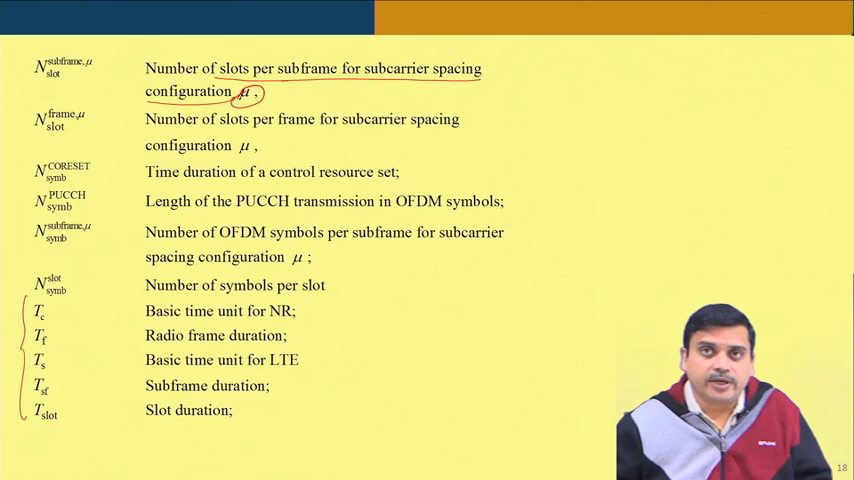 N_slot^subframe,μ Number of slots per subframe for subcarrier spacing
configuration μ ,
N_slot^frame,μ Number of slots per frame for subcarrier spacing
configuration μ ,
N_symb^CORESET Time duration of a control resource set;
N_symb^PUCCH Length of the PUCCH transmission in OFDM symbols;
N_symb^subframe,μ Number of OFDM symbols per subframe for subcarrier
spacing configuration μ ;
N_symb^slot Number of symbols per slot
T_c Basic time unit for NR;
T_f Radio frame duration;
T_s Basic time unit for LTE
T_sf Subframe duration;
T_slot Slot duration;
18